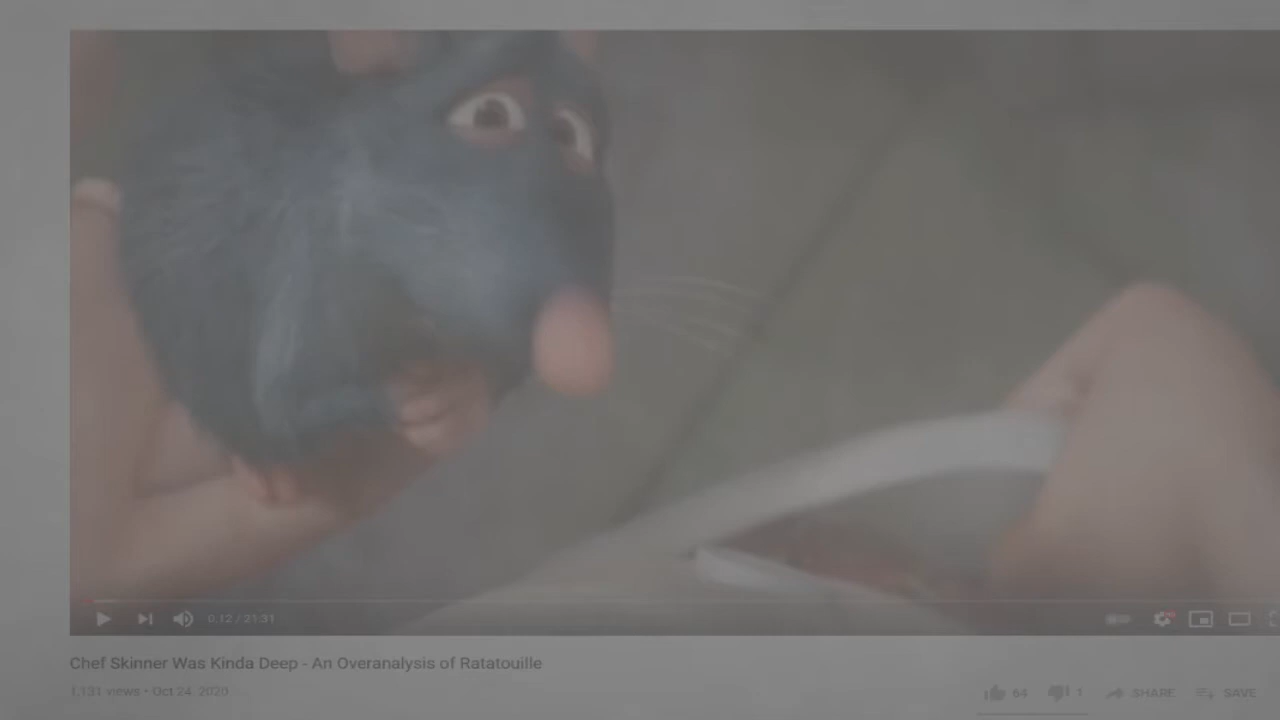 0:12 / 21:31
Chef Skinner Was Kinda Deep - An Overanalysis of Ratatouille
1,131 views • Oct 24, 2020
64 1 SHARE SAVE